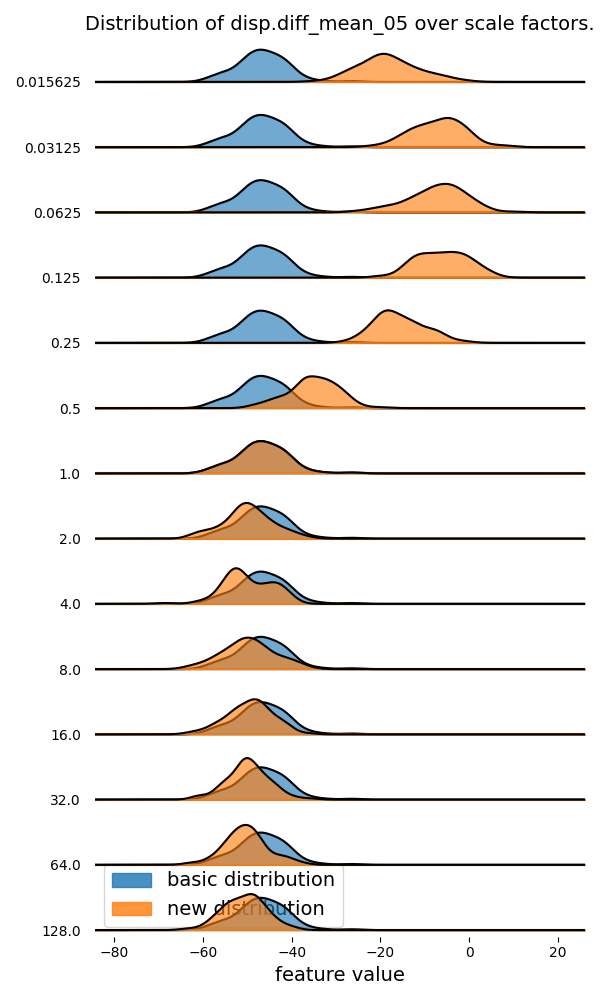 Distribution of disp.diff_mean_05 over scale factors.
0.015625
0.03125
0.0625
0.125
0.25
0.5
1.0
2.0
4.0
8.0
16.0
32.0
64.0
basic distribution
new distribution
128.0
−80 −60 −40 −20 0 20
feature value